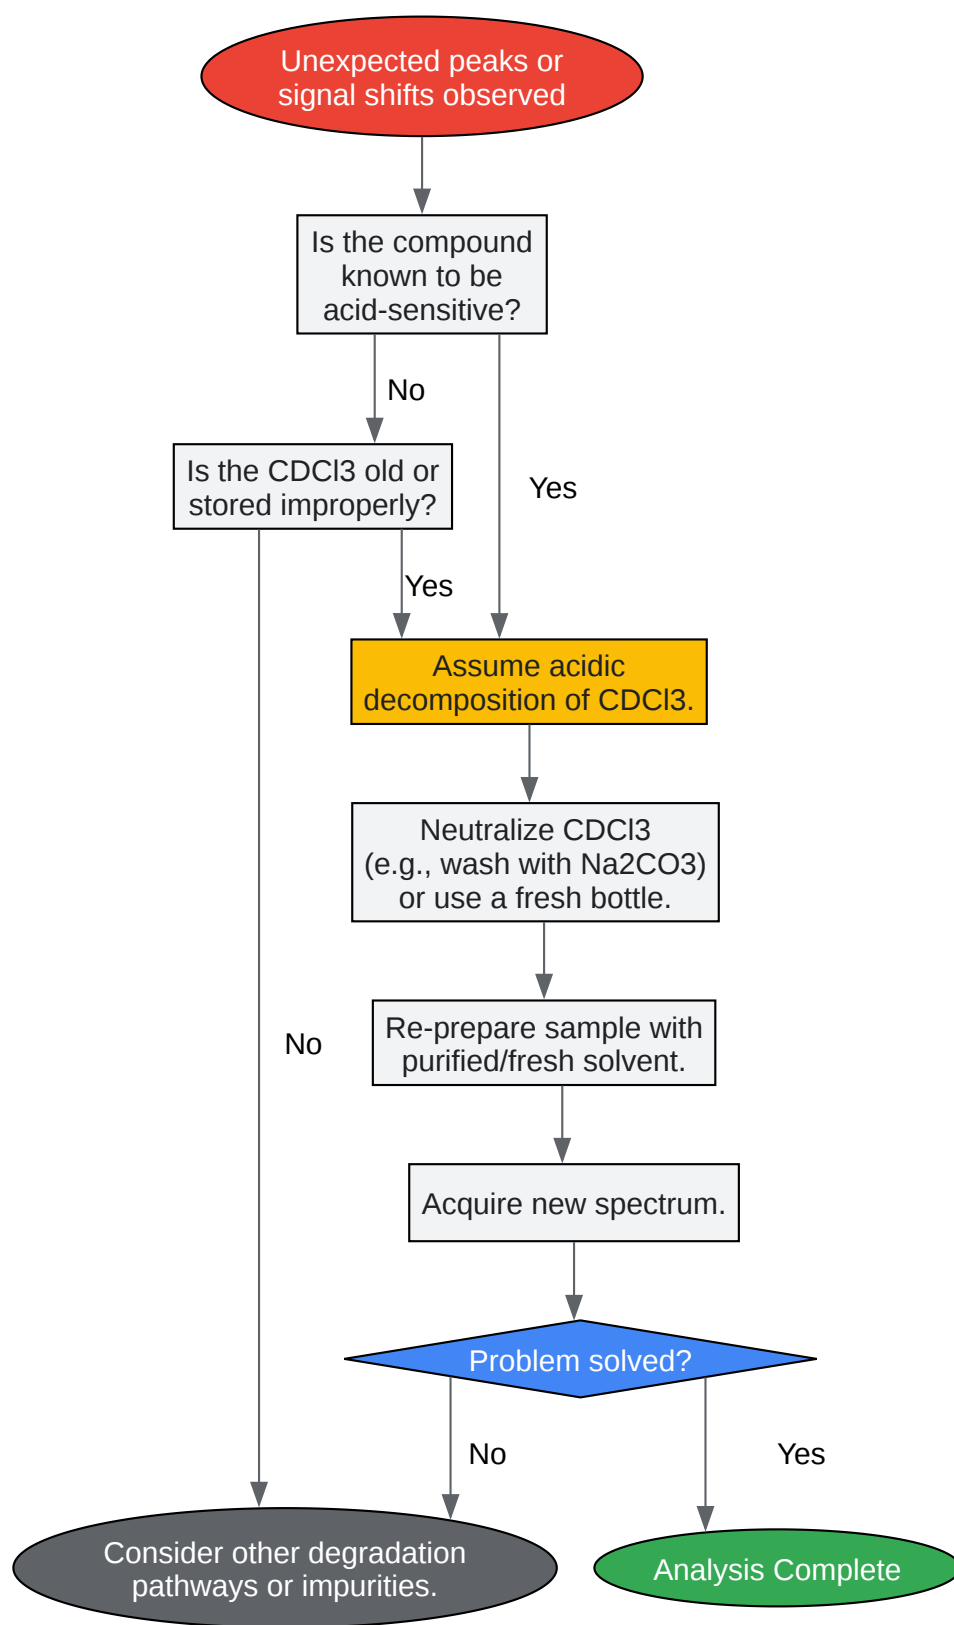 Unexpected peaks or
signal shifts observed
Is the compound
known to be
acid-sensitive?
No
Is the CDCl3 old or
stored improperly?
Yes
Yes
Assume acidic
decomposition of CDCl3.
Neutralize CDCl3
(e.g., wash with Na2CO3)
or use a fresh bottle.
Re-prepare sample with
purified/fresh solvent.
No
Acquire new spectrum.
Problem solved?
No
Yes
Consider other degradation
pathways or impurities.
Analysis Complete